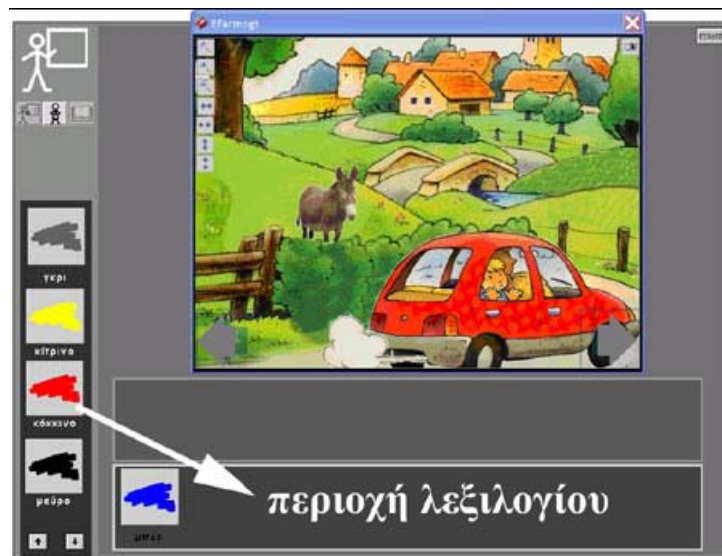 Efarmogi
γκρι
κίτρινο
κόκκινο
μαύρο
μπλε
περιοχή λεξιλογίου